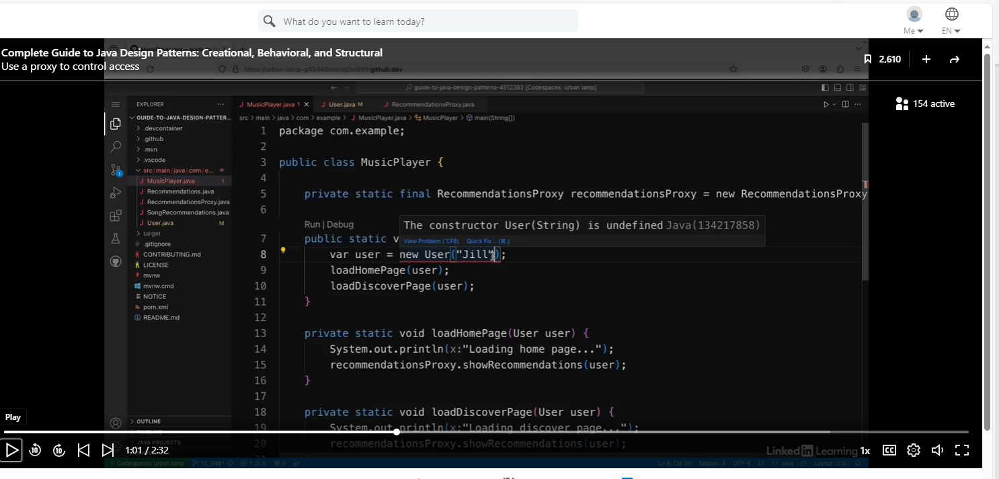 What do you want to learn today?
Me
EN
Complete Guide to Java Design Patterns: Creational, Behavioral, and Structural
Use a proxy to control access
https://urban-lamp-g45446xwrqq3w999.github.dev
2,610
guide-to-java-design-patterns-4512383 [Codespaces: urban lamp]
154 active
EXPLORER
MusicPlayer.java 1
User.java M
RecommendationsProxy.java
GUIDE-TO-JAVA-DESIGN-PATTER...
src > main > java > com > example > MusicPlayer.java > MusicPlayer > main(String[])
.devcontainer
.github
.mvn
.vscode
src/main/java/com/e...
MusicPlayer.java 1
Recommendations.java
RecommendationsProxy.java
SongRecommendations.java
User.java M
target
.gitignore
CONTRIBUTING.md
LICENSE
mvnw
mvnw.cmd
NOTICE
pom.xml
README.md
1 package com.example;
2
3 public class MusicPlayer {
4
5 private static final RecommendationsProxy recommendationsProxy = new RecommendationsProxy
6
Run | Debug
The constructor User(String) is undefined Java(134217858)
View Problem (⌥F8) Quick Fix... (⌘.)
7 public static v
8 var user = new User("Jill");
9 loadHomePage(user);
10 loadDiscoverPage(user);
11 }
12
13 private static void loadHomePage(User user) {
14 System.out.println(x:"Loading home page...");
15 recommendationsProxy.showRecommendations(user);
16 }
17
18 private static void loadDiscoverPage(User user) {
19 System.out.println(x:"Loading discover page...");
20 recommendationsProxy.showRecommendations(user);
OUTLINE
JAVA PROJECTS
Play
10
10
1:01 / 2:32
LinkedIn Learning
1x
CC
Codespaces: urban lamp
15_04b*
1 0
0
Ln 8, Col 35
Spaces: 4
UTF-8
LF
{} Java
Layout: U.S.